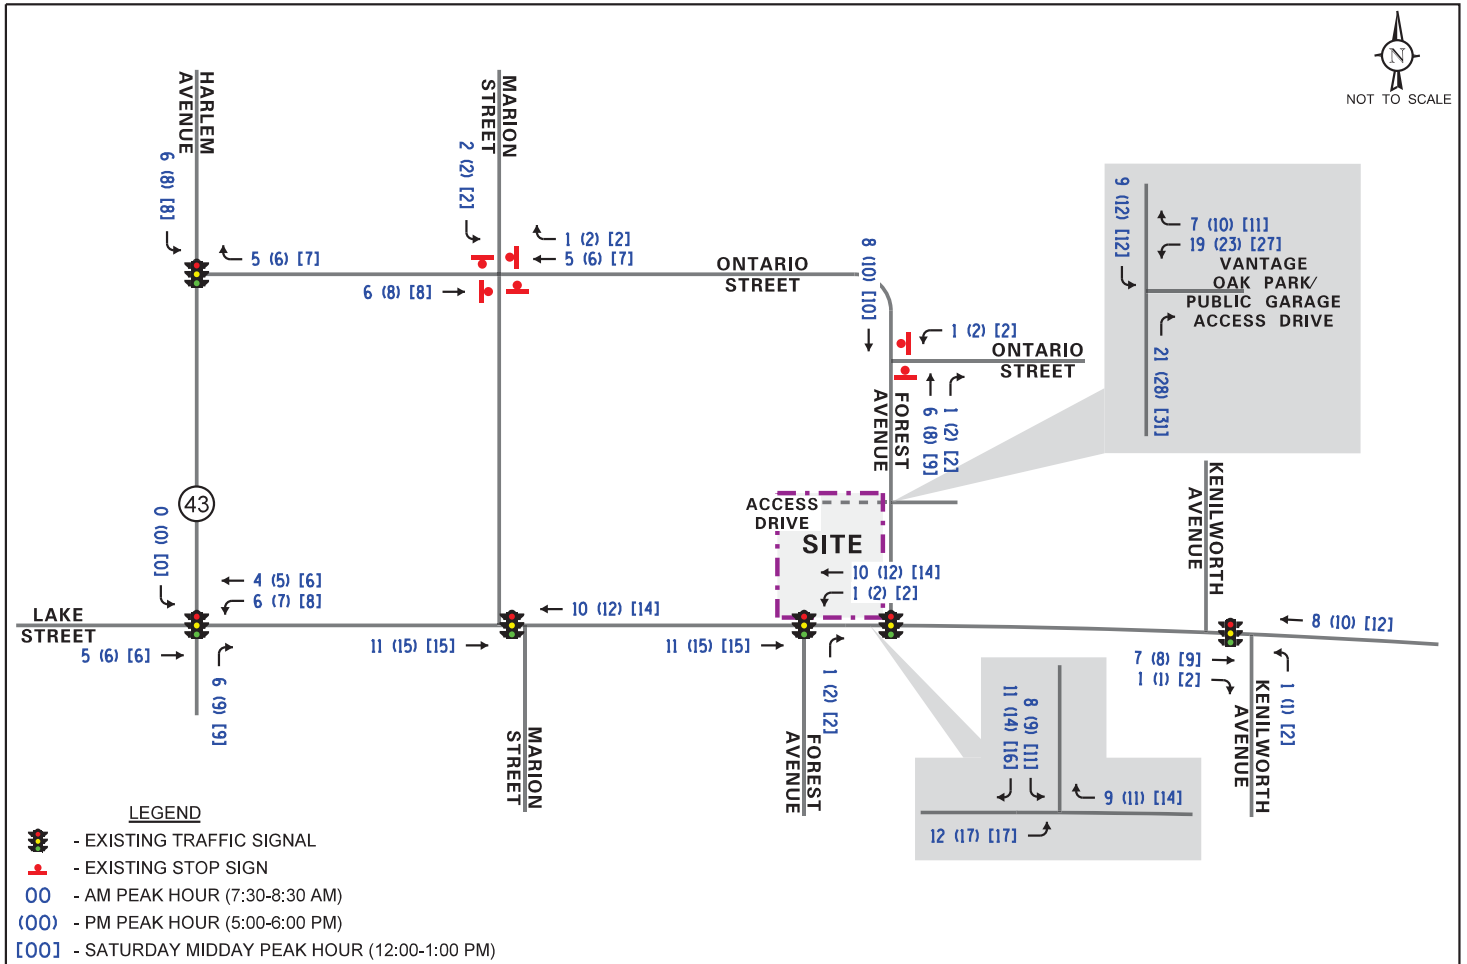 N
NOT TO SCALE
HARLEM
AVENUE
MARION
STREET
6 (8) [8]
2 (2) [2]
5 (6) [7]
1 (2) [2]
5 (6) [7]
6 (8) [8]
ONTARIO
STREET
8 (10) [10]
1 (2) [2]
ONTARIO
STREET
FOREST
AVENUE
6 (8) [9]
1 (2) [2]
9 (12) [12]
7 (10) [11]
19 (23) [27]
VANTAGE
OAK PARK/
PUBLIC GARAGE
ACCESS DRIVE
21 (28) [31]
KENILWORTH
AVENUE
43
ACCESS
DRIVE
SITE
0 (0) [0]
4 (5) [6]
6 (7) [8]
LAKE
STREET
5 (6) [6]
6 (9) [9]
10 (12) [14]
11 (15) [15]
10 (12) [14]
1 (2) [2]
11 (15) [15]
1 (2) [2]
MARION
STREET
FOREST
AVENUE
8 (10) [12]
7 (8) [9]
1 (1) [2]
1 (1) [2]
KENILWORTH
AVENUE
11 (14) [16]
8 (9) [11]
9 (11) [14]
12 (17) [17]
LEGEND
- EXISTING TRAFFIC SIGNAL
- EXISTING STOP SIGN
00 - AM PEAK HOUR (7:30-8:30 AM)
(00) - PM PEAK HOUR (5:00-6:00 PM)
[00] - SATURDAY MIDDAY PEAK HOUR (12:00-1:00 PM)